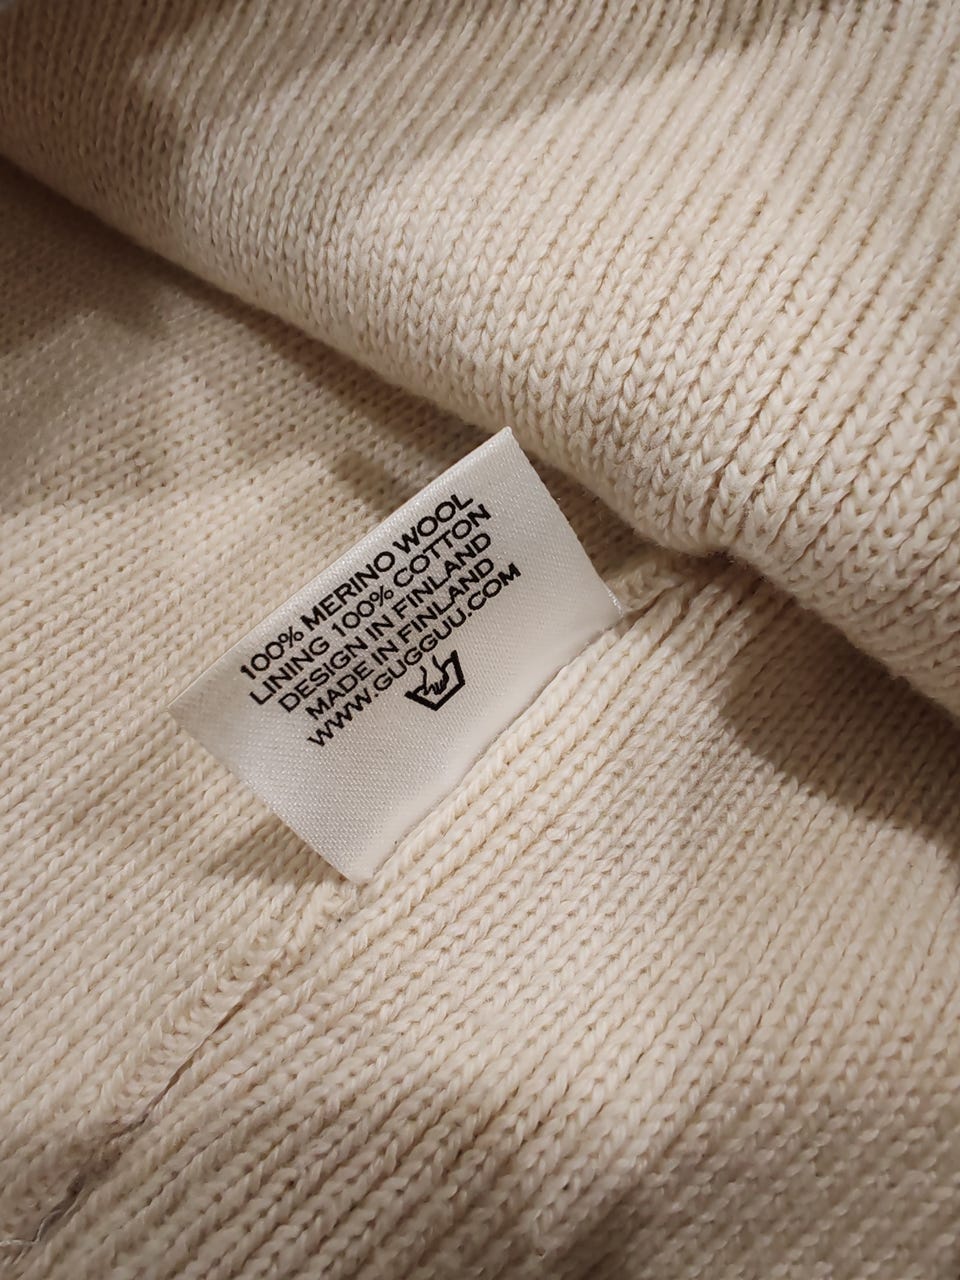 100% MERINO WOOL
LINING 100% COTTON
DESIGN IN FINLAND
MADE IN FINLAND
WWW.GUGGUU.COM